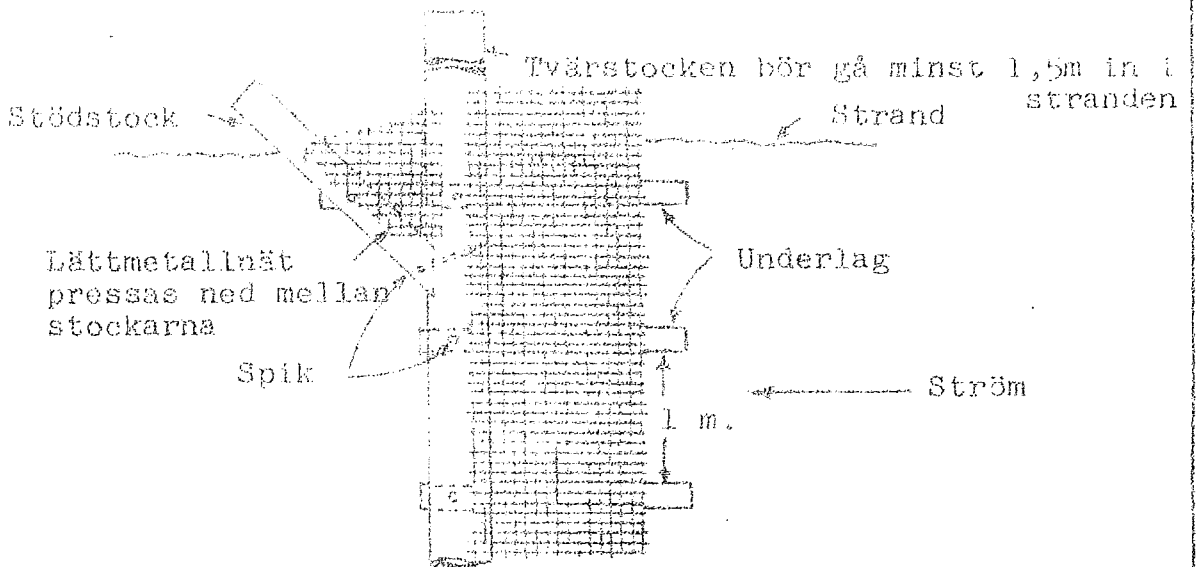 Tvärstocken bör gå minst 1,5m in i
stranden
Stödstock
Strand
Lättmetallnät
pressas ned mellan
stockarna
Underlag
Spik
Ström
1 m.